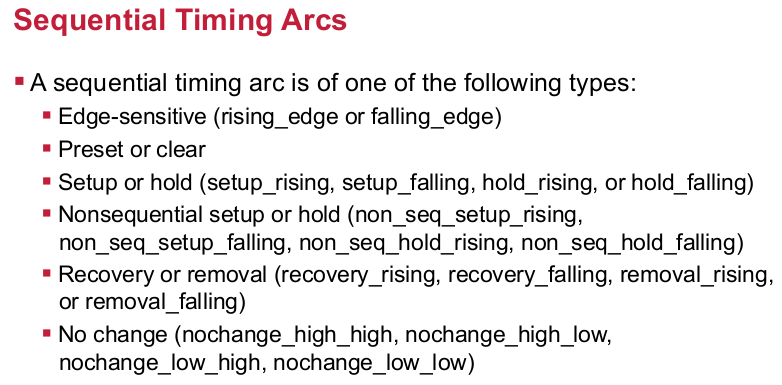 Sequential Timing Arcs
▪ A sequential timing arc is of one of the following types:
▪ Edge-sensitive (rising_edge or falling_edge)
▪ Preset or clear
▪ Setup or hold (setup_rising, setup_falling, hold_rising, or hold_falling)
▪ Nonsequential setup or hold (non_seq_setup_rising,
non_seq_setup_falling, non_seq_hold_rising, non_seq_hold_falling)
▪ Recovery or removal (recovery_rising, recovery_falling, removal_rising,
or removal_falling)
▪ No change (nochange_high_high, nochange_high_low,
nochange_low_high, nochange_low_low)